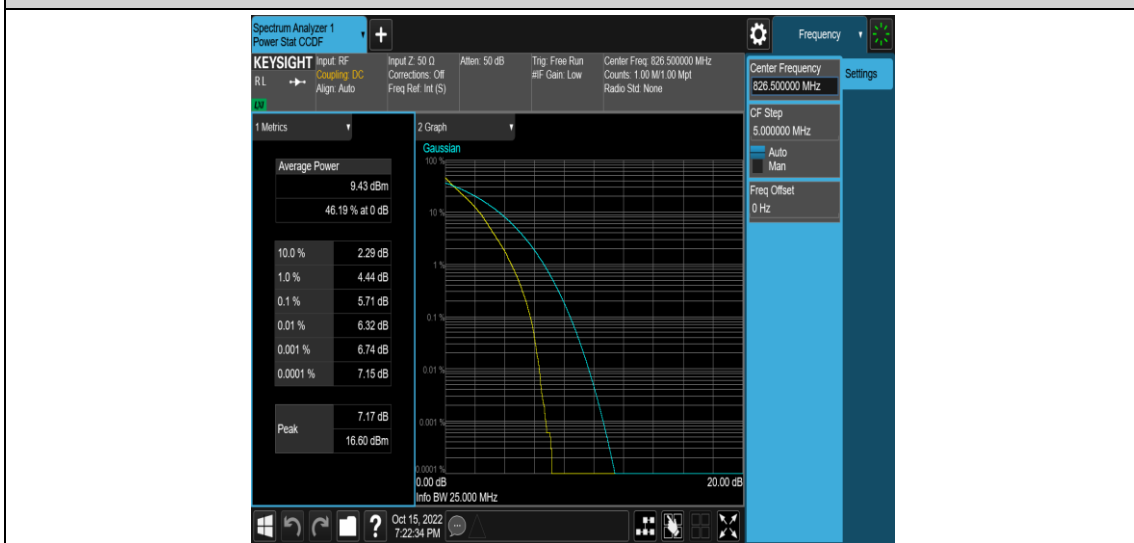 Spectrum Analyzer 1
Power Stat CCDF
Frequency
KEYSIGHT
RL
LXI
Input: RF
Coupling: DC
Align: Auto
Input Z: 50 Ω
Corrections: Off
Freq Ref: Int (S)
Atten: 50 dB
Trig: Free Run
#IF Gain: Low
Center Freq: 826.500000 MHz
Counts: 1.00 M/1.00 Mpt
Radio Std: None
Center Frequency
826.500000 MHz
Settings
CF Step
5.000000 MHz
Auto
Man
Freq Offset
0 Hz
1 Metrics
Average Power
9.43 dBm
46.19 % at 0 dB
10.0 % 2.29 dB
1.0 % 4.44 dB
0.1 % 5.71 dB
0.01 % 6.32 dB
0.001 % 6.74 dB
0.0001 % 7.15 dB
Peak 7.17 dB
16.60 dBm
2 Graph
Gaussian
100 %
10 %
1 %
0.1 %
0.01 %
0.001 %
0.0001 %
0.00 dB 20.00 dB
Info BW 25.000 MHz
? Oct 15, 2022
7:22:34 PM